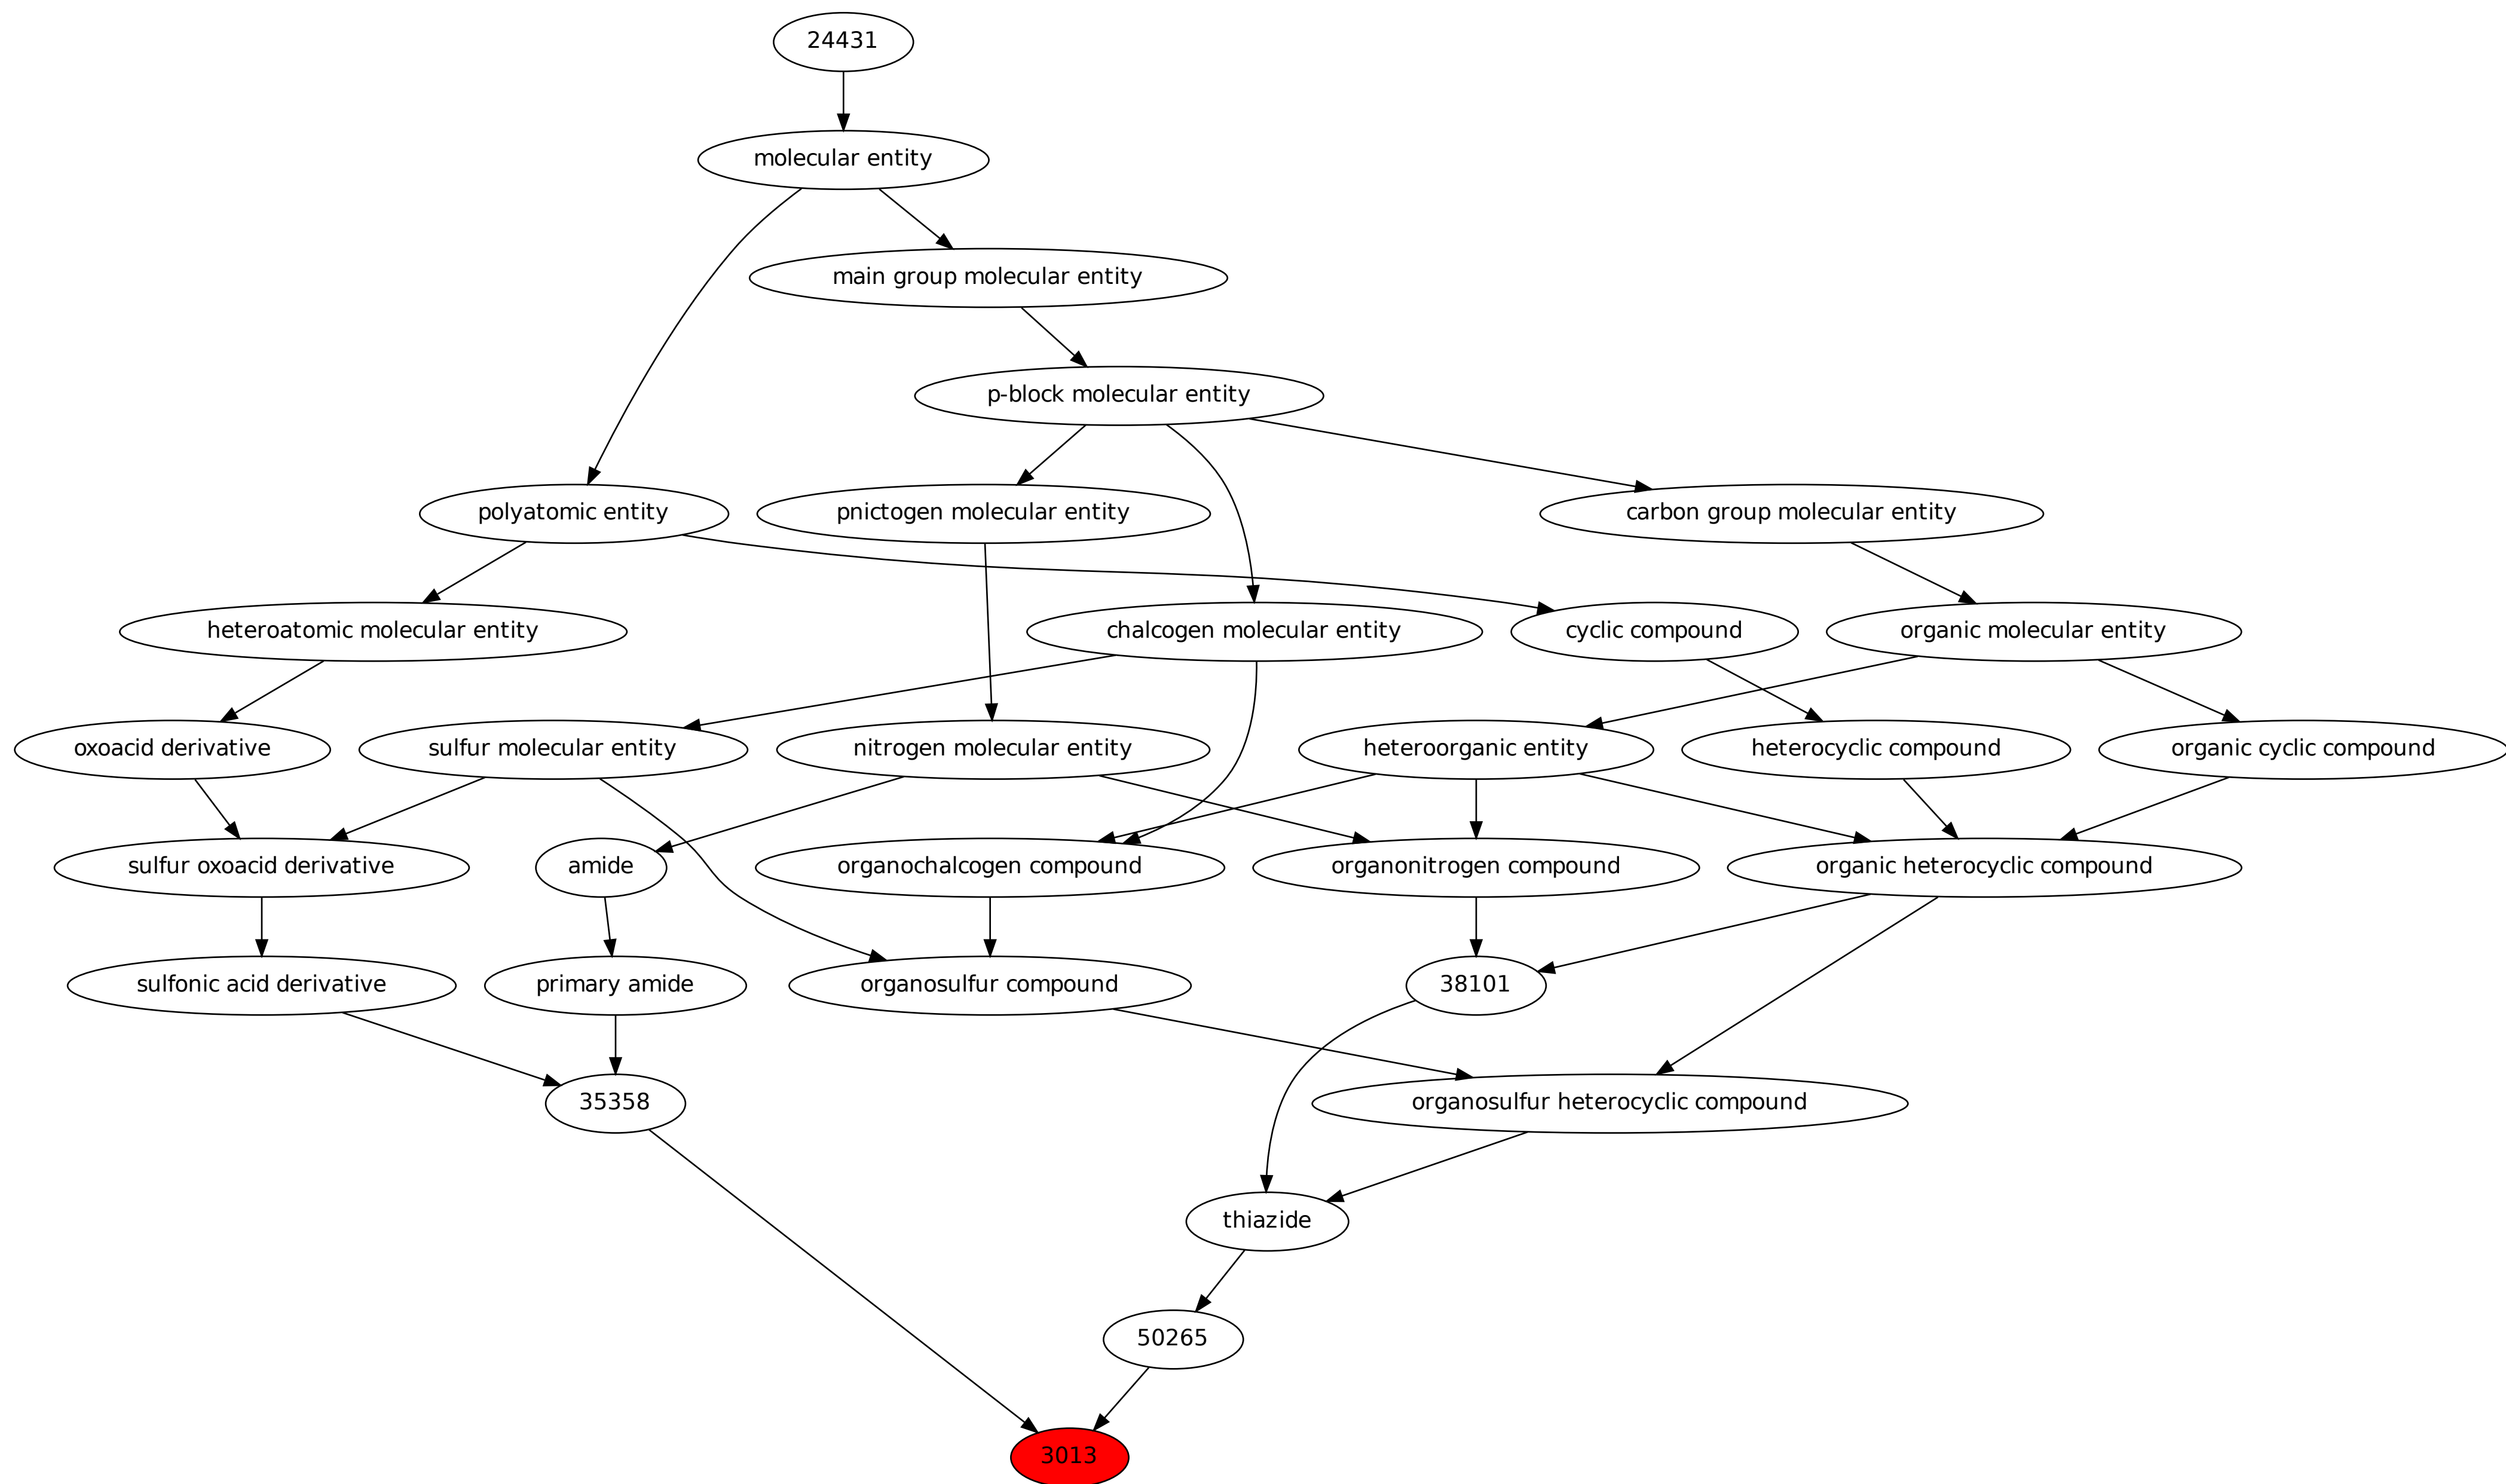 24431
molecular entity
main group molecular entity
p-block molecular entity
polyatomic entity
pnictogen molecular entity
carbon group molecular entity
heteroatomic molecular entity
chalcogen molecular entity
cyclic compound
organic molecular entity
oxoacid derivative
sulfur molecular entity
nitrogen molecular entity
heteroorganic entity
heterocyclic compound
organic cyclic compound
sulfur oxoacid derivative
amide
organochalcogen compound
organonitrogen compound
organic heterocyclic compound
sulfonic acid derivative
primary amide
organosulfur compound
38101
35358
organosulfur heterocyclic compound
thiazide
50265
3013